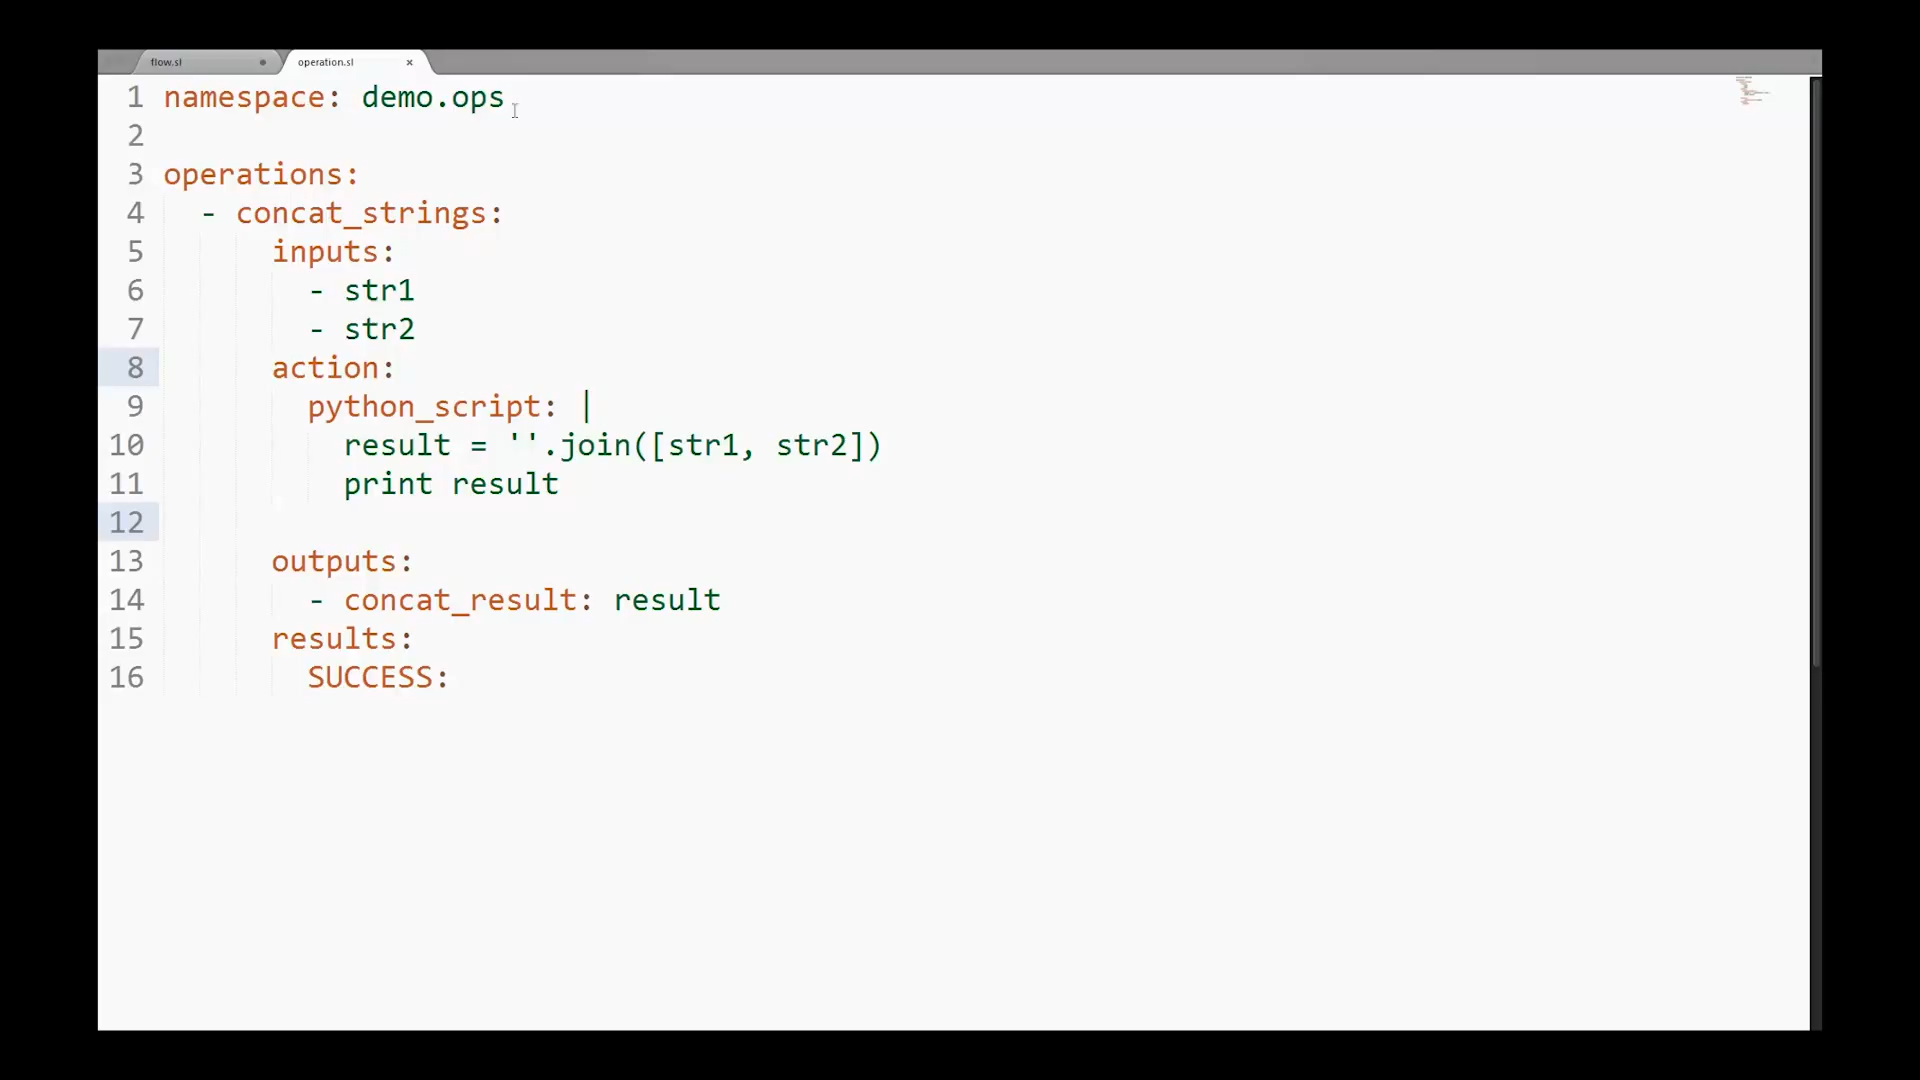 flow.sl
operation.sl
1 namespace: demo.ops
2
3 operations:
4 - concat_strings:
5 inputs:
6 - str1
7 - str2
8 action:
9 python_script: |
10 result = ''.join([str1, str2])
11 print result
12
13 outputs:
14 - concat_result: result
15 results:
16 SUCCESS: